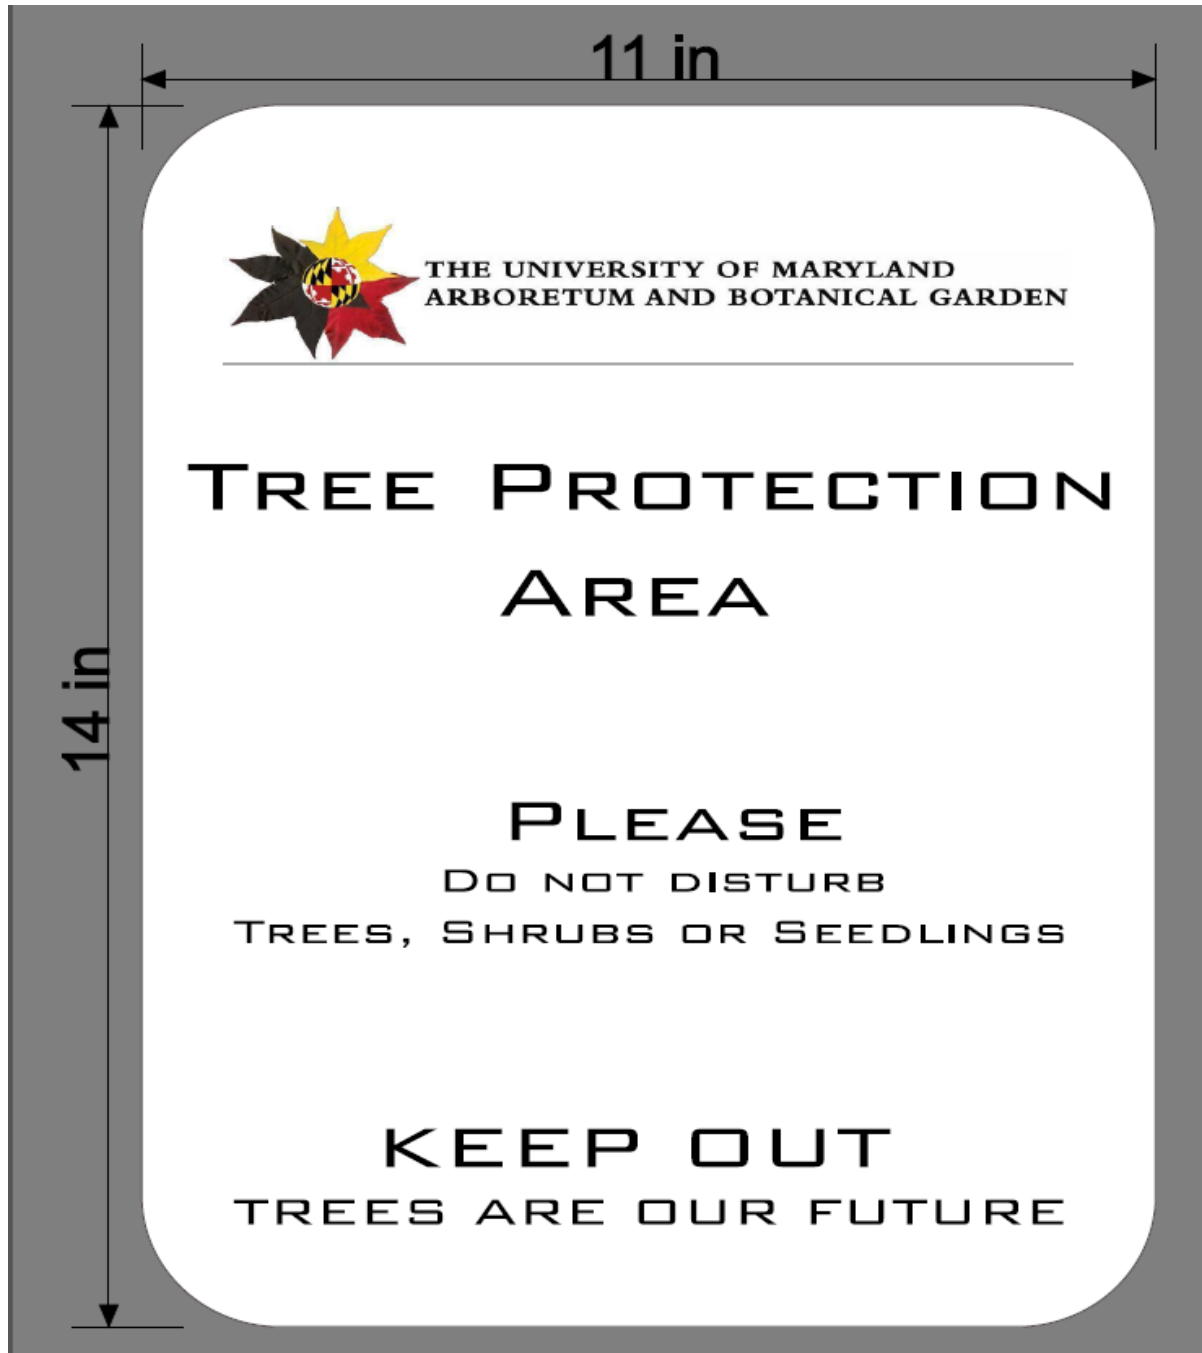 11 in
14 in
THE UNIVERSITY OF MARYLAND
ARBORETUM AND BOTANICAL GARDEN
TREE PROTECTION
AREA
PLEASE
DO NOT DISTURB
TREES, SHRUBS OR SEEDLINGS
KEEP OUT
TREES ARE OUR FUTURE